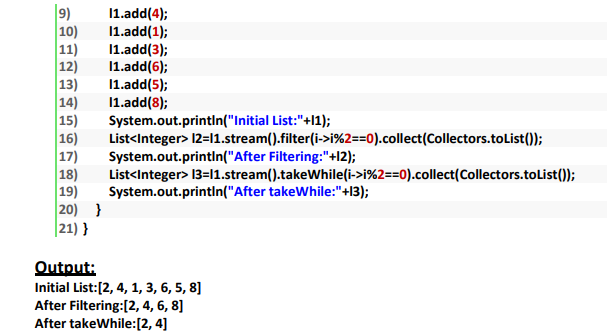 9) l1.add(4);
10) l1.add(1);
11) l1.add(3);
12) l1.add(6);
13) l1.add(5);
14) l1.add(8);
15) System.out.println("Initial List:"+l1);
16) List<Integer> l2=l1.stream().filter(i->i%2==0).collect(Collectors.toList());
17) System.out.println("After Filtering:"+l2);
18) List<Integer> l3=l1.stream().takeWhile(i->i%2==0).collect(Collectors.toList());
19) System.out.println("After takeWhile:"+l3);
20) }
21) }
Output:
Initial List:[2, 4, 1, 3, 6, 5, 8]
After Filtering:[2, 4, 6, 8]
After takeWhile:[2, 4]